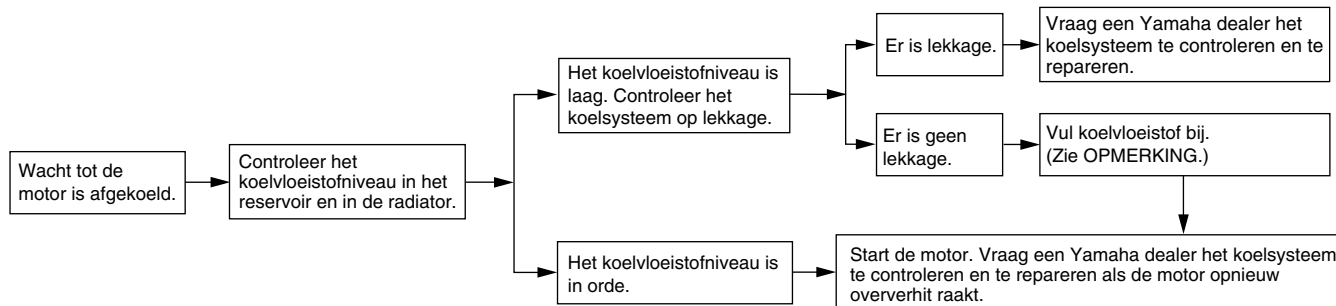 Wacht tot de
motor is afgekoeld.
Controleer het
koelvloeistofniveau in het
reservoir en in de radiator.
Het koelvloeistofniveau is
laag. Controleer het
koelsysteem op lekkage.
Er is lekkage.
Vraag een Yamaha dealer het
koelsysteem te controleren en te
repareren.
Er is geen
lekkage.
Vul koelvloeistof bij.
(Zie OPMERKING.)
Het koelvloeistofniveau is
in orde.
Start de motor. Vraag een Yamaha dealer het koelsysteem
te controleren en te repareren als de motor opnieuw
oververhit raakt.